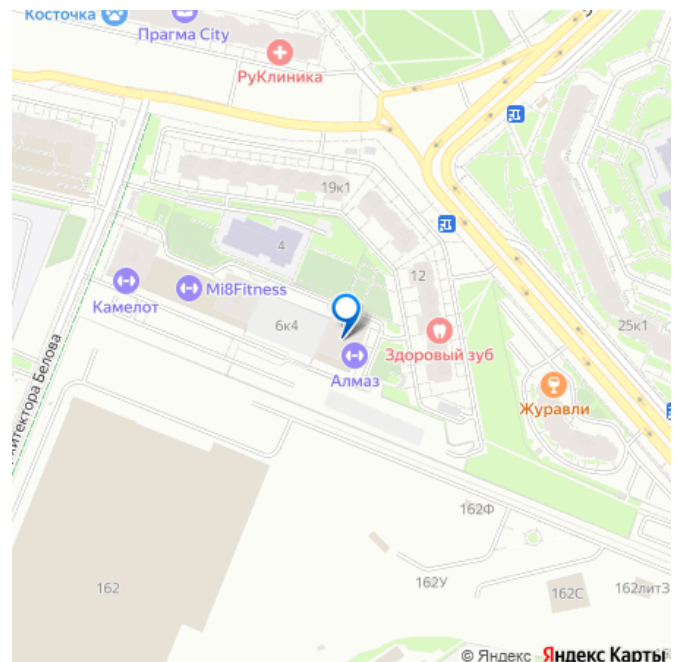 Косточка
Прагма City
РуКлиника
19к1
4
12
Mi8Fitness
Камелот
6к4
Здоровый зуб
25к1
Алмаз
Журавли
162Ф
162
162У
162С
162литЗ
© Яндекс Яндекс Карты